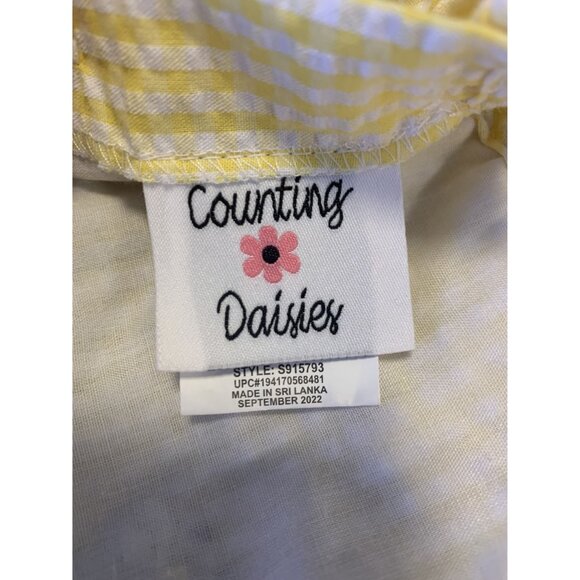 Counting
Daisies
STYLE: S915793
UPC#194170568481
MADE IN SRI LANKA
SEPTEMBER 2022